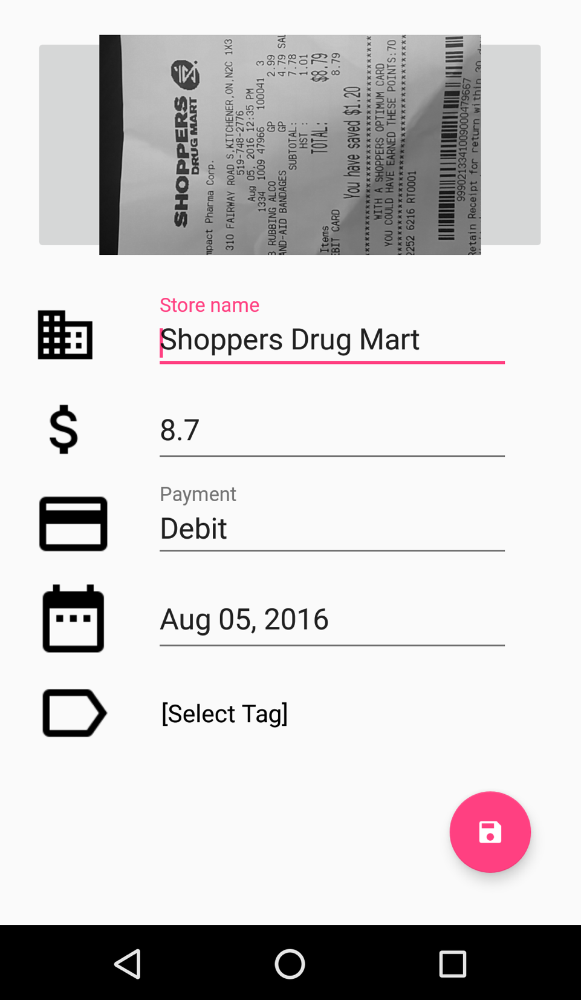 SHOPPERS
DRUG MART
mpact Pharma Corp.
310 FAIRWAY ROAD S,KITCHENER,ON,N2C 1X3
519-748-2776
Aug 05, 2016 12:35 PM
1334 1009 47966 100041 3
RUBBING ALCO GP 2.99
AND-AID BANDAGES GP 4.79 SAL
SUBTOTAL: 7.78
HST : 1.01
TOTAL: $8.79
Items
EBIT CARD 8.79
You have saved $1.20
WITH A SHOPPERS OPTIMUM CARD
YOU COULD HAVE EARNED THESE POINTS:70
2252 6216 RT0001
9990213341009000479667
Retain Receipt for return within 30
Store name
Shoppers Drug Mart
$
8.7
Payment
Debit
Aug 05, 2016
[Select Tag]